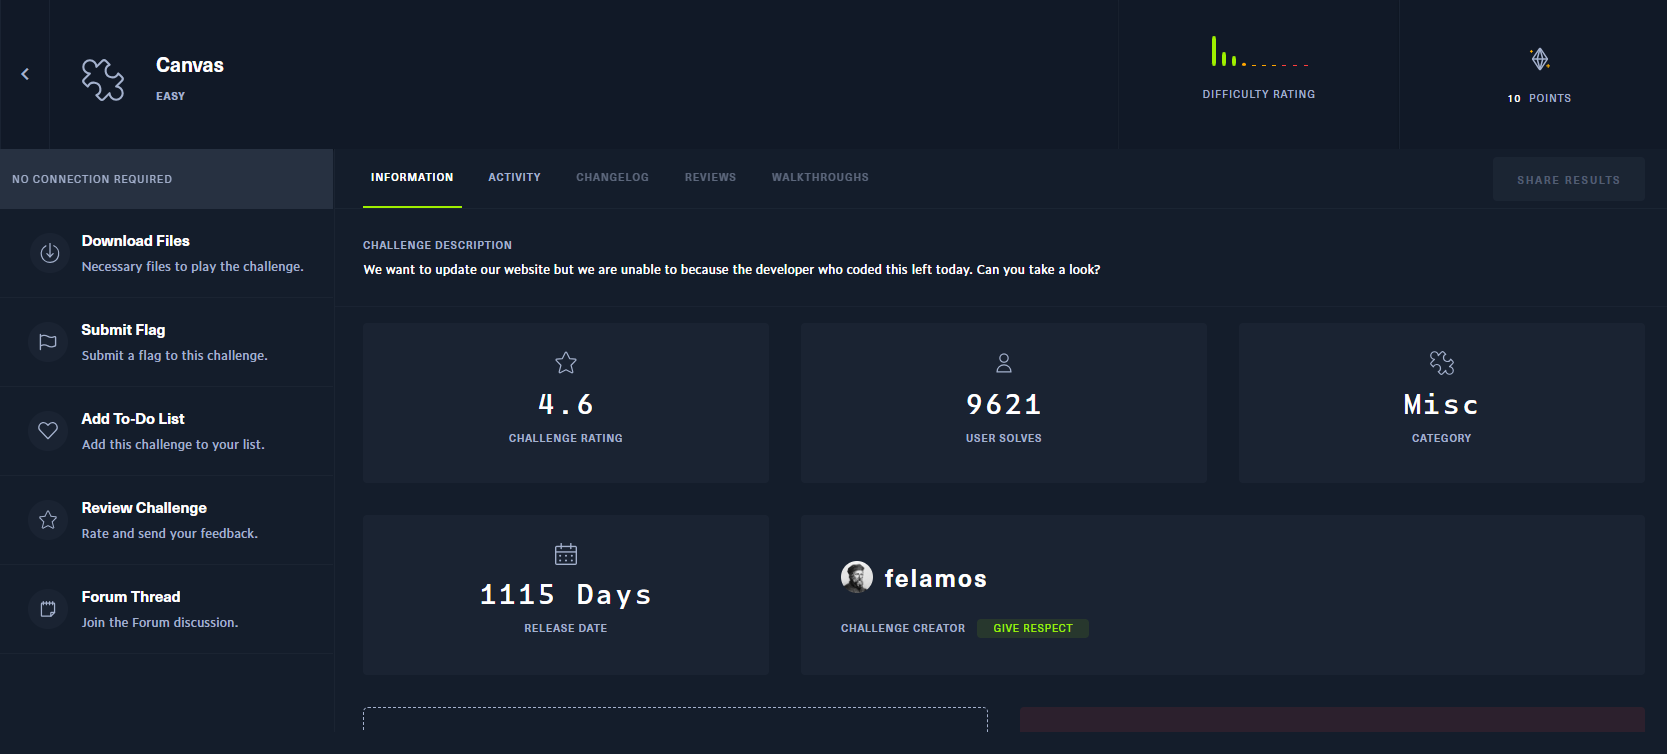 Canvas
EASY
DIFFICULTY RATING
10 POINTS
NO CONNECTION REQUIRED
INFORMATION ACTIVITY CHANGELOG REVIEWS WALKTHROUGHS
SHARE RESULTS
Download Files
Necessary files to play the challenge.
Submit Flag
Submit a flag to this challenge.
Add To-Do List
Add this challenge to your list.
Review Challenge
Rate and send your feedback.
Forum Thread
Join the Forum discussion.
CHALLENGE DESCRIPTION
We want to update our website but we are unable to because the developer who coded this left today. Can you take a look?
4.6
CHALLENGE RATING
9621
USER SOLVES
Misc
CATEGORY
1115 Days
RELEASE DATE
felamos
CHALLENGE CREATOR GIVE RESPECT